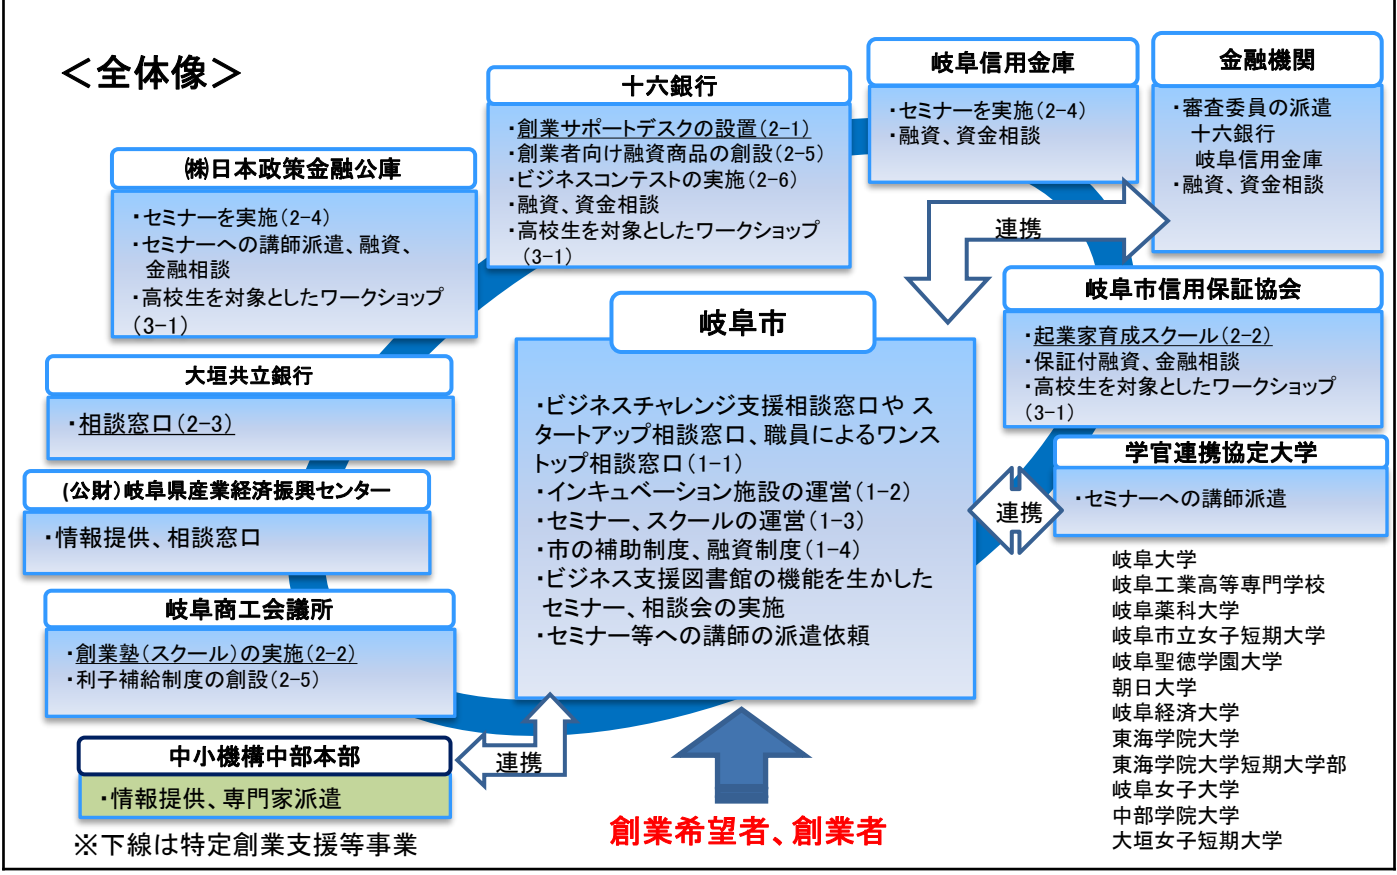 ＜全体像＞
十六銀行
・創業サポートデスクの設置(2-1)
・創業者向け融資商品の創設(2-5)
・ビジネスコンテストの実施(2-6)
・融資、資金相談
・高校生を対象としたワークショップ
(3-1)
岐阜信用金庫
・セミナーを実施(2-4)
・融資、資金相談
金融機関
・審査委員の派遣
十六銀行
岐阜信用金庫
・融資、資金相談
連携
㈱日本政策金融公庫
・セミナーを実施(2-4)
・セミナーへの講師派遣、融資、
金融相談
・高校生を対象としたワークショップ
(3-1)
岐阜市信用保証協会
・起業家育成スクール(2-2)
・保証付融資、金融相談
・高校生を対象としたワークショップ
(3-1)
大垣共立銀行
・相談窓口(2-3)
(公財)岐阜県産業経済振興センター
・情報提供、相談窓口
岐阜商工会議所
・創業塾(スクール)の実施(2-2)
・利子補給制度の創設(2-5)
岐阜市
・ビジネスチャレンジ支援相談窓口や ス
タートアップ相談窓口、職員によるワンス
トップ相談窓口(1-1)
・インキュベーション施設の運営(1-2)
・セミナー、スクールの運営(1-3)
・市の補助制度、融資制度(1-4)
・ビジネス支援図書館の機能を生かした
セミナー、相談会の実施
・セミナー等への講師の派遣依頼
連携
学官連携協定大学
・セミナーへの講師派遣
岐阜大学
岐阜工業高等専門学校
岐阜薬科大学
岐阜市立女子短期大学
岐阜聖徳学園大学
朝日大学
岐阜経済大学
東海学院大学
東海学院大学短期大学部
岐阜女子大学
中部学院大学
大垣女子短期大学
中小機構中部本部
・情報提供、専門家派遣
連携
創業希望者、創業者
※下線は特定創業支援等事業